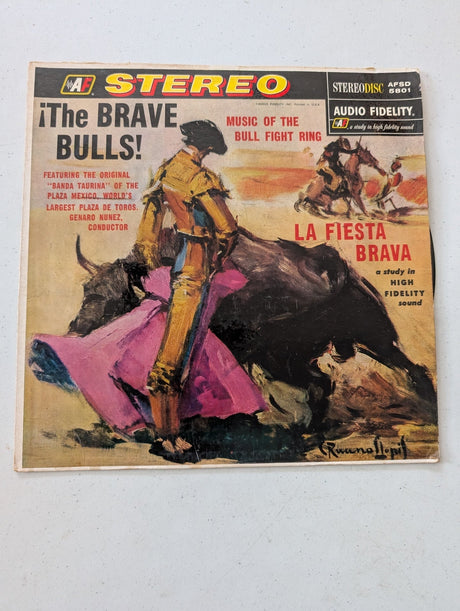 AF
STEREO
STEREODISC
AFSD
5801
AUDIO FIDELITY®
AF
a study in high fidelity sound
¡The BRAVE
BULLS!
MUSIC OF THE
BULL FIGHT RING
FEATURING THE ORIGINAL
"BANDA TAURINA" OF THE
PLAZA MEXICO, WORLD'S
LARGEST PLAZA DE TOROS.
GENARO NUNEZ,
CONDUCTOR
LA FIESTA
BRAVA
a study in
HIGH
FIDELITY
sound